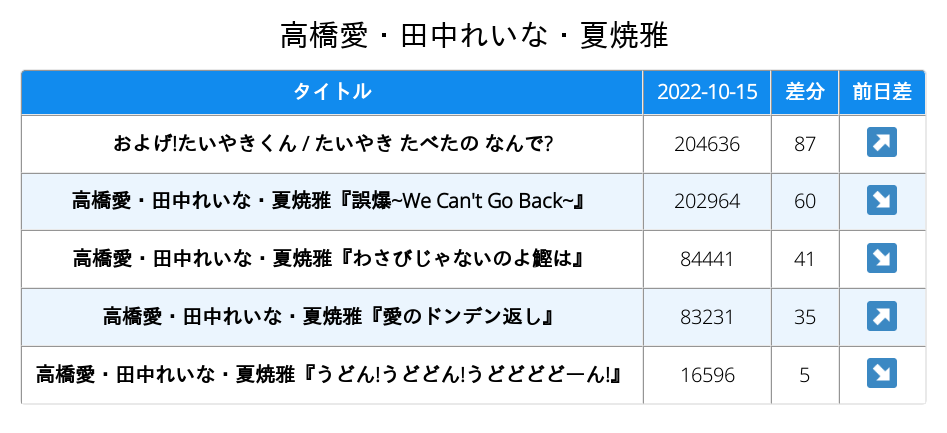 高橋愛・田中れいな・夏焼雅
タイトル 2022-10-15 差分 前日差
およげ!たいやきくん / たいやき たべたの なんで? 204636 87
高橋愛・田中れいな・夏焼雅『誤爆~We Can't Go Back~』 202964 60
高橋愛・田中れいな・夏焼雅『わさびじゃないのよ鰹は』 84441 41
高橋愛・田中れいな・夏焼雅『愛のドンデン返し』 83231 35
高橋愛・田中れいな・夏焼雅『うどん!うどどん!うどどどどーん!』 16596 5